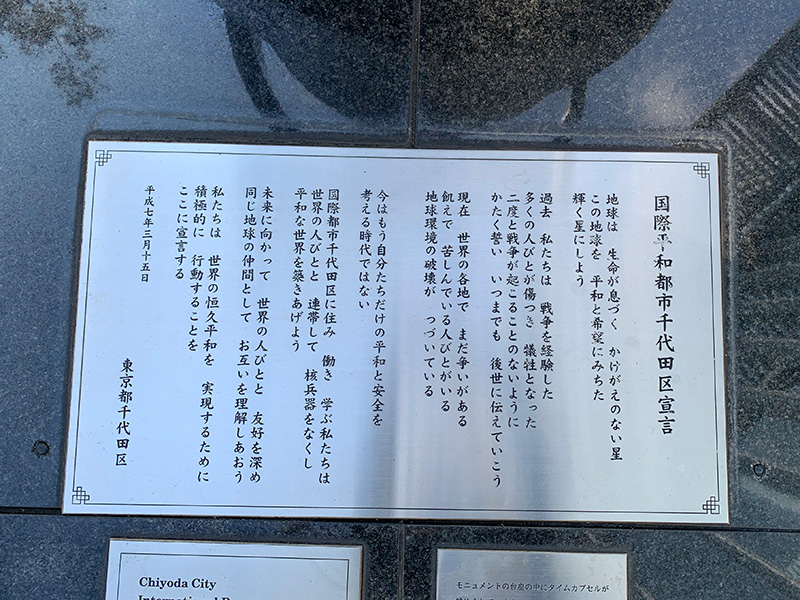 国際平和都市千代田区宣言
地球は　生命が息づく　かけがえのない星
この地球を　平和と希望にみちた
輝く星にしよう
過去　私たちは　戦争を経験した
多くの人びとが傷つき　犠牲となった
二度と戦争が起こることのないように
かたく誓い　いつまでも　後世に伝えていこう
現在　世界の各地で　まだ争いがある
飢えで　苦しんでいる人びとがいる
地球環境の破壊が　つづいている
今はもう自分たちだけの平和と安全を
考える時代ではない
国際都市千代田区に住み　働き　学ぶ私たちは
世界の人びとと　連帯して　核兵器をなくし
平和な世界を築きあげよう
未来に向かって　世界の人びとと　友好を深め
同じ地球の仲間として　お互いを理解しあおう
私たちは　世界の恒久平和を　実現するために
積極的に　行動することを
ここに宣言する
平成七年三月十五日
東京都千代田区
Chiyoda City
International
モニュメントの台座の中にタイムカプセルが